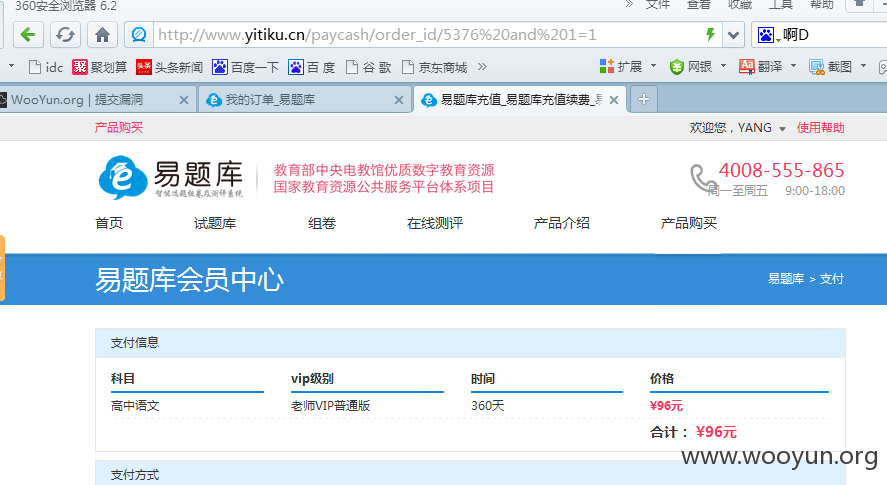 360安全浏览器 6.2
文件 查看 收藏 工具 帮助
http://www.yitiku.cn/paycash/order_id/5376%20and%201=1
啊D
idc 聚划算 头条新闻 百度一下 百 度 谷 歌 京东商城 扩展 网银 翻译 截图
WooYun.org | 提交漏洞 我的订单_易题库 易题库充值_易题库充值续费_易
产品购买 欢迎您，YANG 使用帮助
易题库
智能选题组卷及测评系统
教育部中央电教馆优质数字教育资源
国家教育资源公共服务平台体系项目
4008-555-865
周一至周五 9:00-18:00
首页 试题库 组卷 在线测评 产品介绍 产品购买
易题库会员中心 易题库 > 支付
支付信息
科目 vip级别 时间 价格
高中语文 老师VIP普通版 360天 ¥96元
合计： ¥96元
www.wooyun.org
支付方式